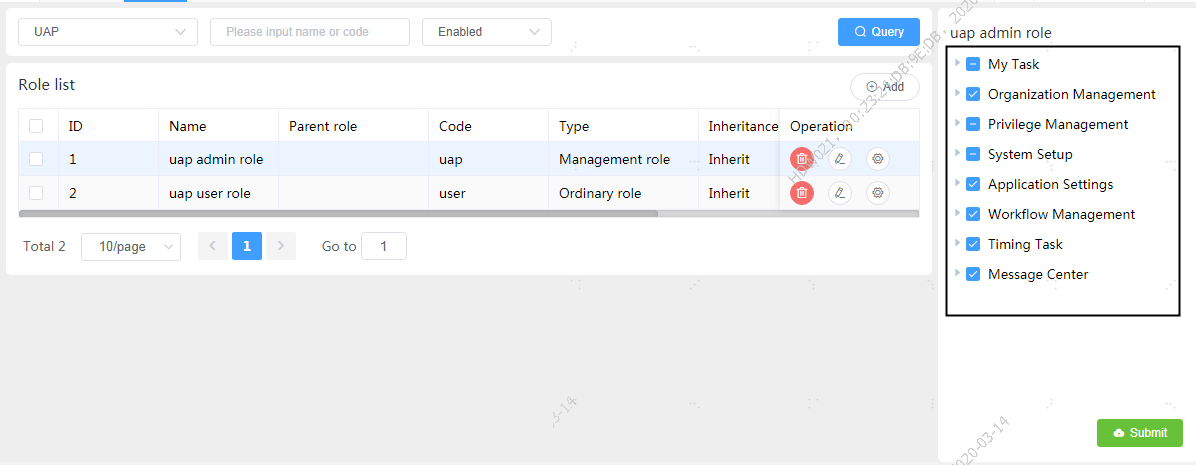 UAP
Please input name or code
Enabled
Query
Role list
Add
ID Name Parent role Code Type Inheritance Operation
1 uap admin role uap Management role Inherit
2 uap user role user Ordinary role Inherit
Total 2 10/page 1 Go to 1
uap admin role
My Task
Organization Management
Privilege Management
System Setup
Application Settings
Workflow Management
Timing Task
Message Center
Submit
2020-03-14